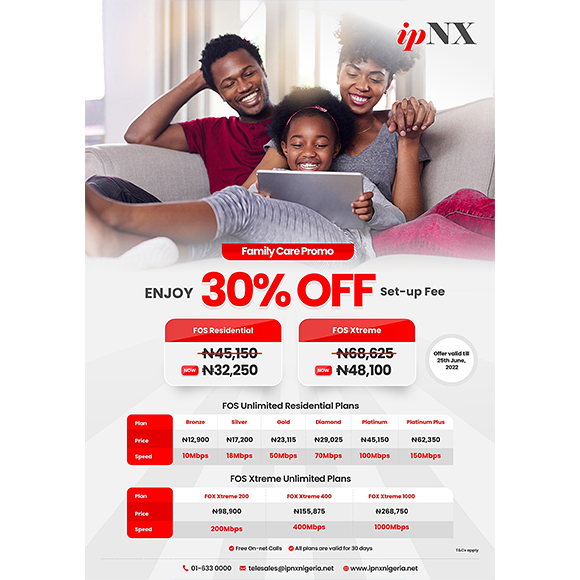 ipNX
Family Care Promo
ENJOY 30% OFF Set-up Fee
FOS Residential
₦45,150
NOW ₦32,250
FOS Xtreme
₦68,625
NOW ₦48,100
Offer valid till
25th June,
2022
FOS Unlimited Residential Plans
Plan Bronze Silver Gold Diamond Platinum Platinum Plus
Price ₦12,900 ₦17,200 ₦23,115 ₦29,025 ₦45,150 ₦62,350
Speed 10Mbps 18Mbps 50Mbps 70Mbps 100Mbps 150Mbps
FOS Xtreme Unlimited Plans
Plan FOX Xtreme 200 FOX Xtreme 400 FOX Xtreme 1000
Price ₦98,900 ₦155,875 ₦268,750
Speed 200Mbps 400Mbps 1000Mbps
Free On-net Calls All plans are valid for 30 days
T&Cs apply
01-633 0000 telesales@ipnxnigeria.net www.ipnxnigeria.net